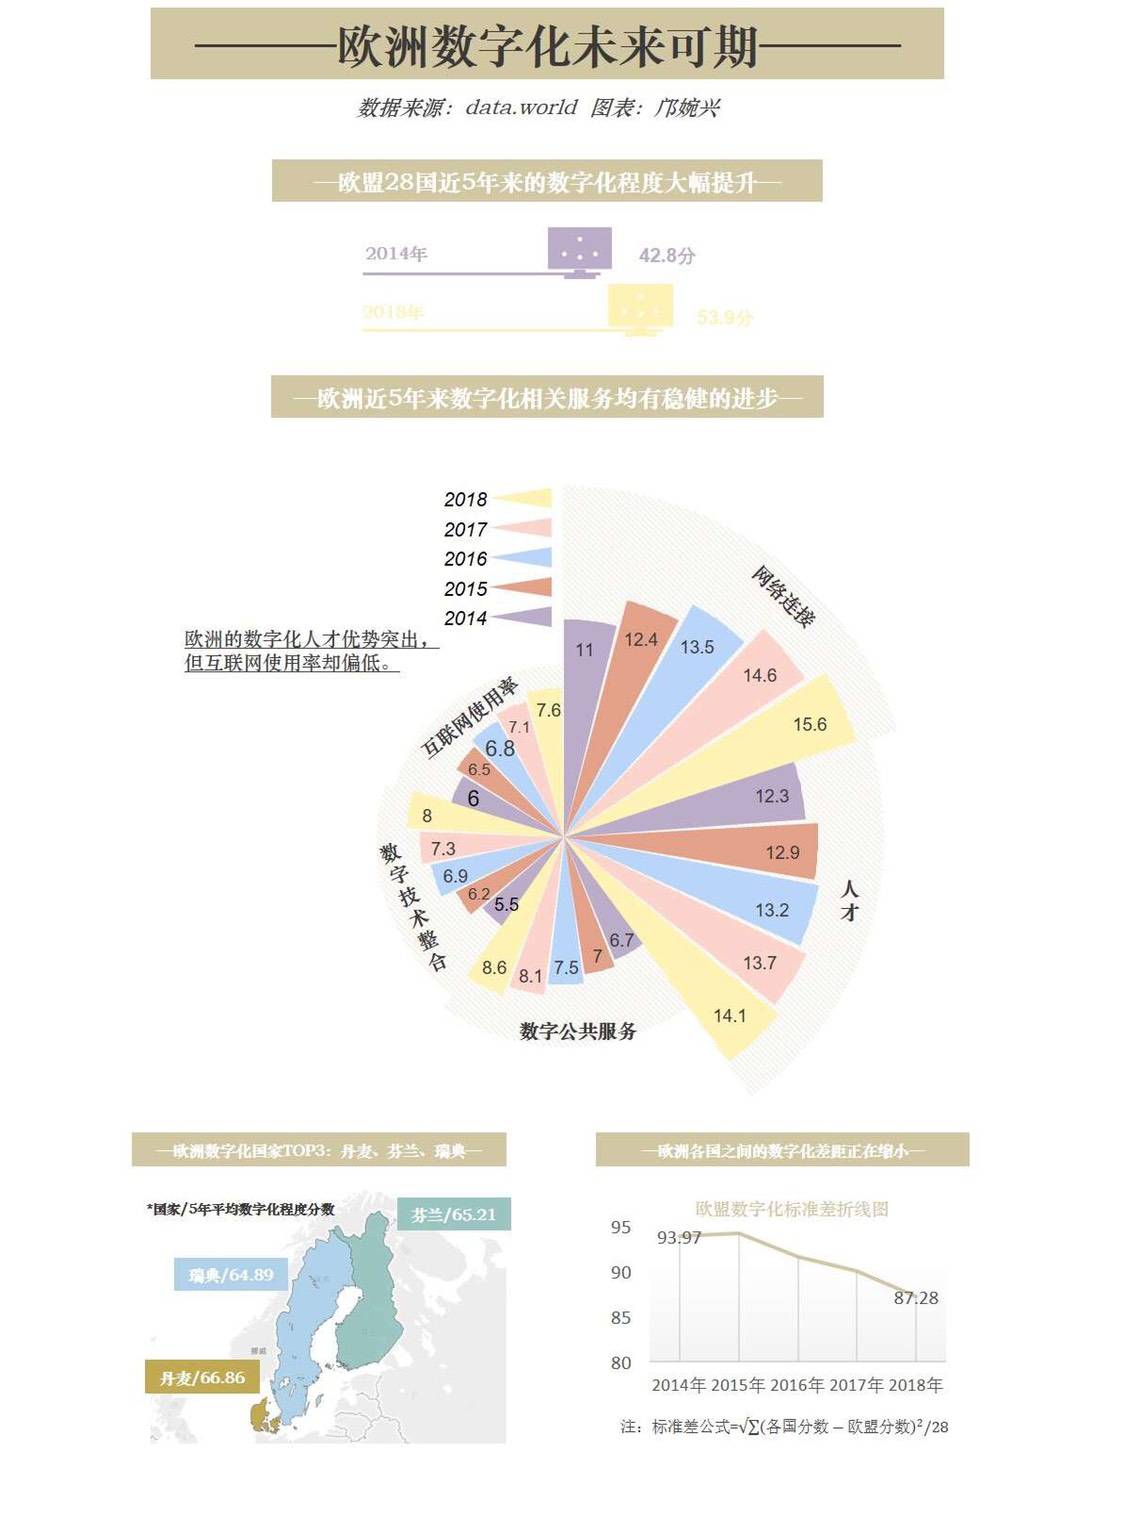 欧洲数字化未来可期
数据来源：data.world 图表：邝婉兴
—欧盟28国近5年来的数字化程度大幅提升—
2014年
42.8分
2018年
53.9分
—欧洲近5年来数字化相关服务均有稳健的进步—
2018
2017
2016
2015
2014
欧洲的数字化人才优势突出，
但互联网使用率却偏低。
网络连接
11
12.4
13.5
14.6
15.6
人才
12.3
12.9
13.2
13.7
14.1
数字公共服务
6.7
7
7.5
8.1
8.6
数字技术整合
5.5
6.2
6.9
7.3
8
互联网使用率
6
6.5
6.8
7.1
7.6
—欧洲数字化国家TOP3：丹麦、芬兰、瑞典—
*国家/5年平均数字化程度分数
芬兰/65.21
瑞典/64.89
挪威
丹麦/66.86
—欧洲各国之间的数字化差距正在缩小—
欧盟数字化标准差折线图
95
90
85
80
93.97
87.28
2014年 2015年 2016年 2017年 2018年
注：标准差公式=√∑(各国分数 − 欧盟分数)²/28